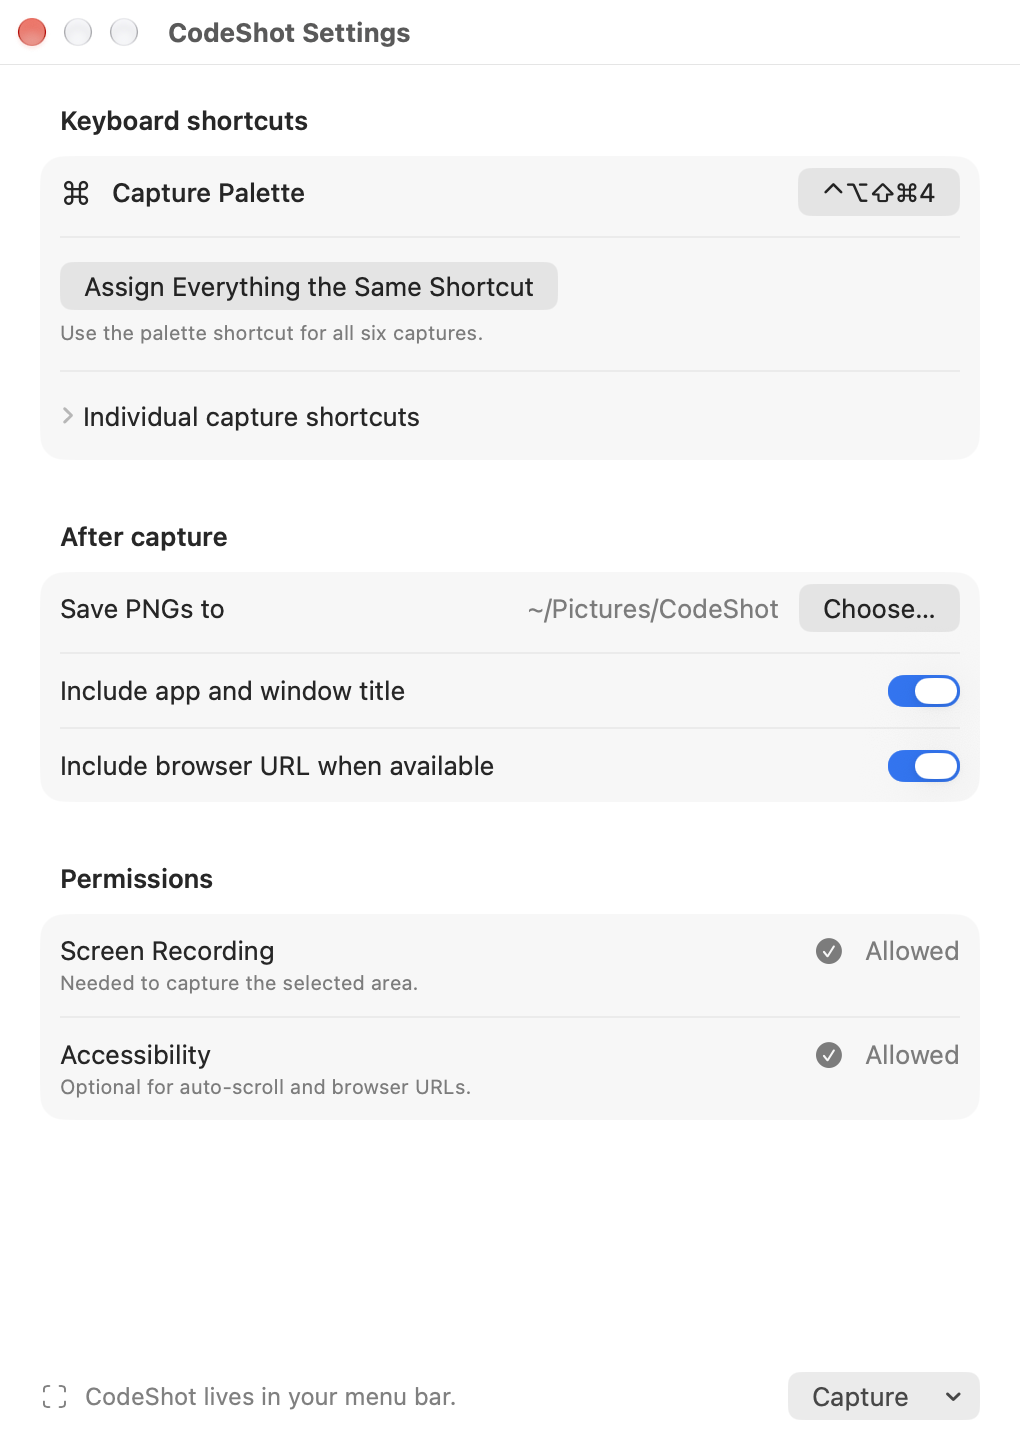 CodeShot Settings
Keyboard shortcuts
⌘ Capture Palette
^⌥⇧⌘4
Assign Everything the Same Shortcut
Use the palette shortcut for all six captures.
Individual capture shortcuts
After capture
Save PNGs to
~/Pictures/CodeShot
Choose...
Include app and window title
Include browser URL when available
Permissions
Screen Recording
Allowed
Needed to capture the selected area.
Accessibility
Allowed
Optional for auto-scroll and browser URLs.
CodeShot lives in your menu bar.
Capture